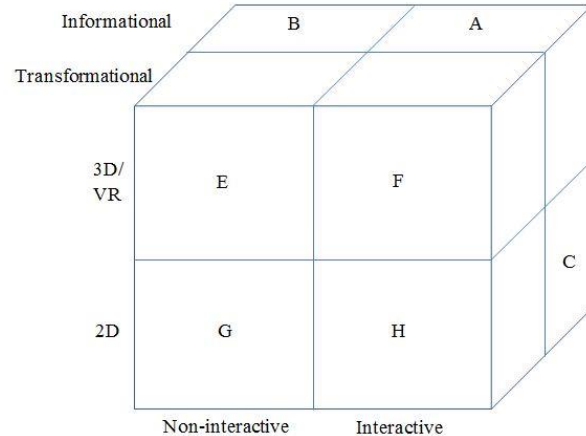 Informational
B
A
Transformational
3D/
VR
E
F
C
2D
G
H
Non-interactive
Interactive